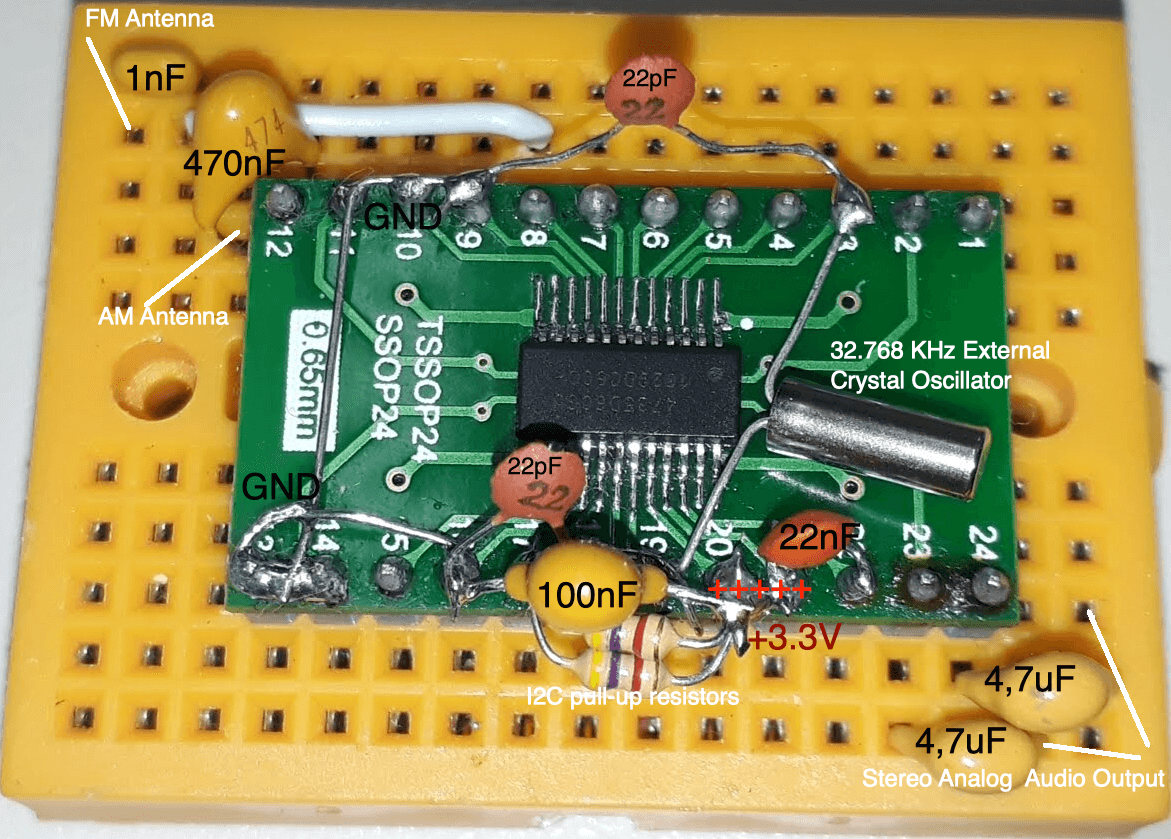 FM Antenna
1nF
22pF
22
474
470nF
GND
12
11
10
9
8
7
6
5
4
3
2
1
AM Antenna
0.65mm
SSOP24
TSSOP24
32.768 KHz External
Crystal Oscillator
22pF
22
GND
14
15
19
20
22nF
23
24
100nF
+++++
+3.3V
I2C pull-up resistors
4,7uF
4,7uF
Stereo Analog Audio Output